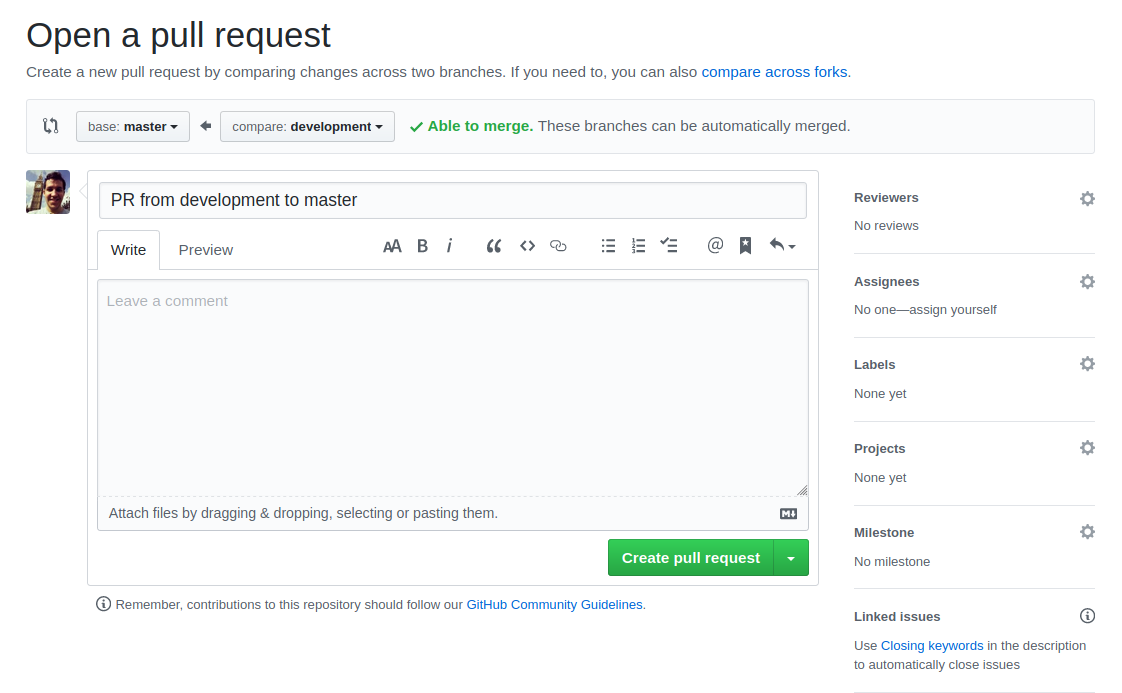 Open a pull request
Create a new pull request by comparing changes across two branches. If you need to, you can also compare across forks.
base: master
compare: development
Able to merge. These branches can be automatically merged.
PR from development to master
Write
Preview
AA B i
@
Leave a comment
Attach files by dragging & dropping, selecting or pasting them.
M
Create pull request
Remember, contributions to this repository should follow our GitHub Community Guidelines.
Reviewers
No reviews
Assignees
No one—assign yourself
Labels
None yet
Projects
None yet
Milestone
No milestone
Linked issues
Use Closing keywords in the description
to automatically close issues